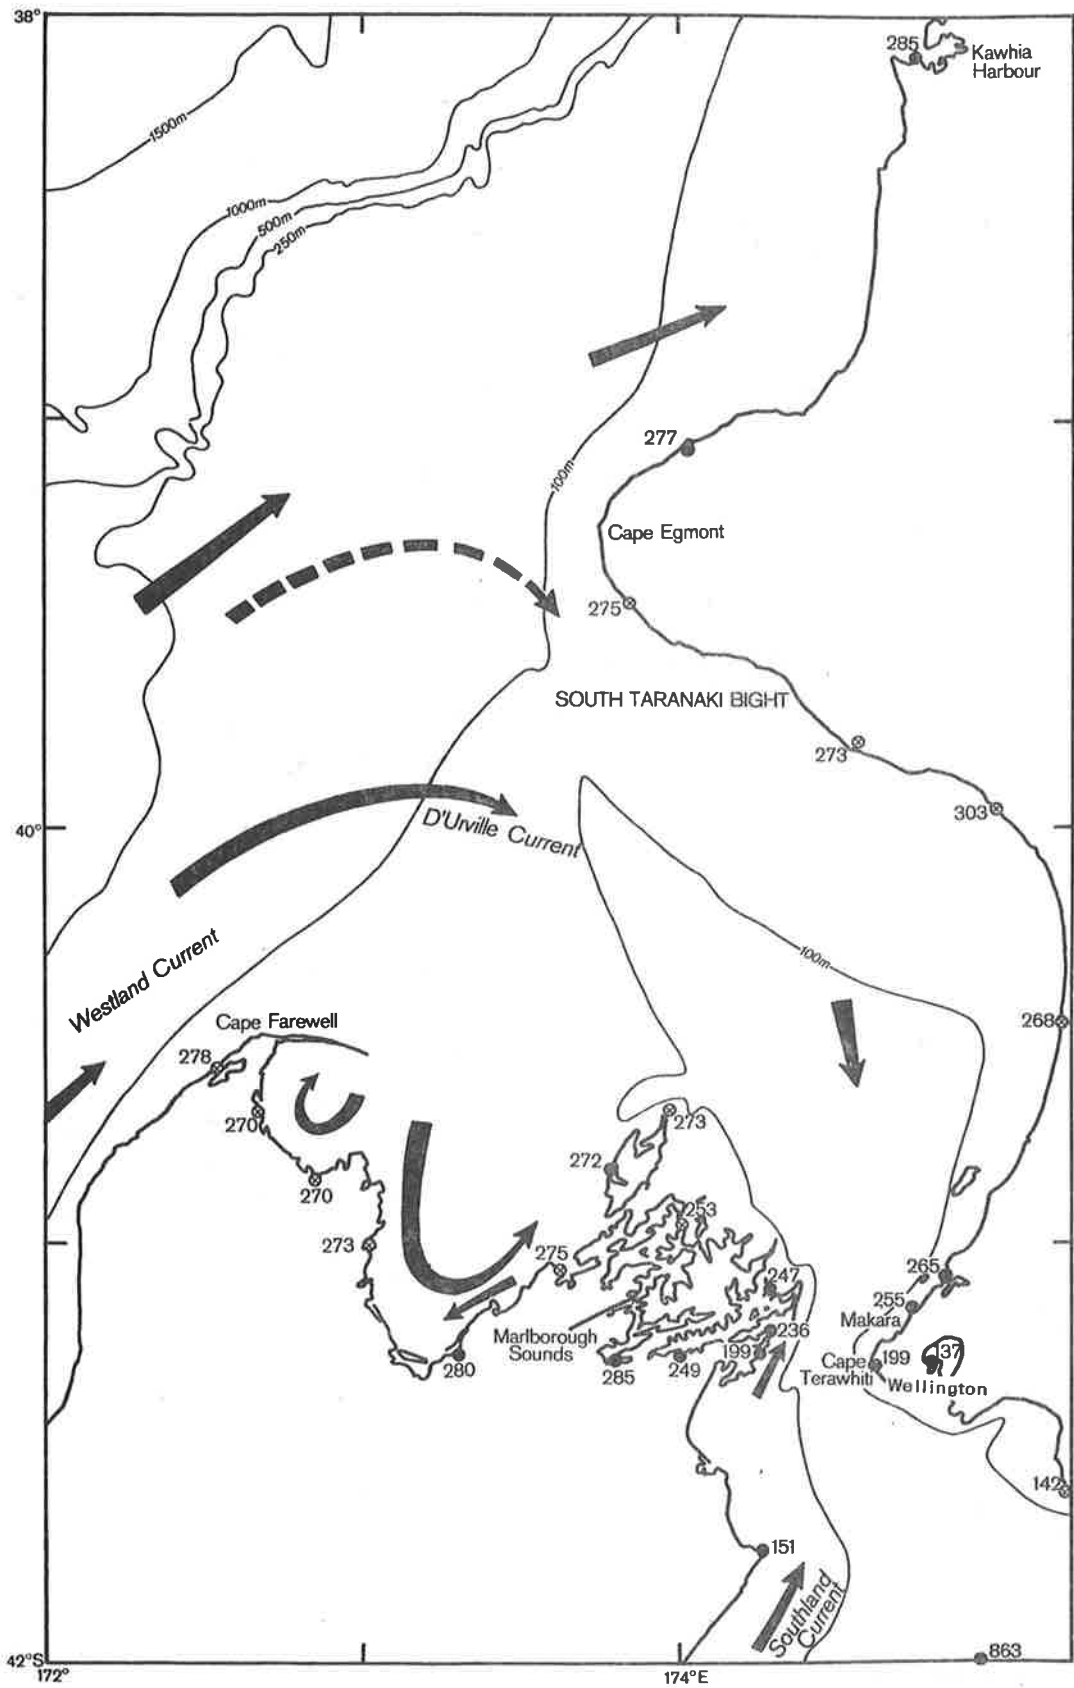 38°
285
Kawhia
Harbour
1500m
1000m
500m
250m
277
100m
Cape Egmont
275
SOUTH TARANAKI BIGHT
273
303
40°
D'Urville Current
100m
Westland Current
268
Cape Farewell
278
270
273
272
270
253
273
275
265
247
255
Makara
236
Marlborough
Sounds
199
37
Cape
Terawhiti
199
Wellington
280
285
249
142
151
Southland
Current
863
42°S
172°
174°E